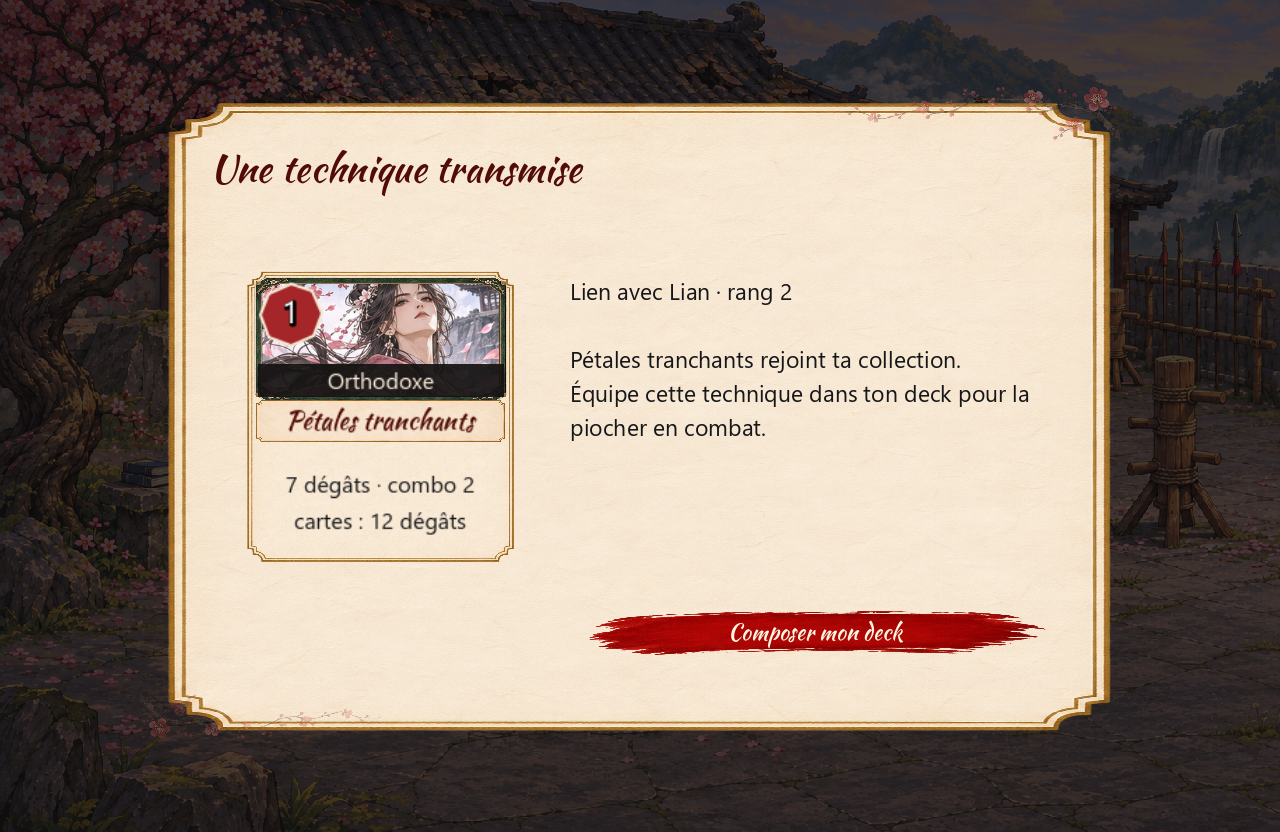 Une technique transmise
1
Orthodoxe
Pétales tranchants
7 dégâts · combo 2
cartes : 12 dégâts
Lien avec Lian · rang 2
Pétales tranchants rejoint ta collection.
Équipe cette technique dans ton deck pour la
piocher en combat.
Composer mon deck